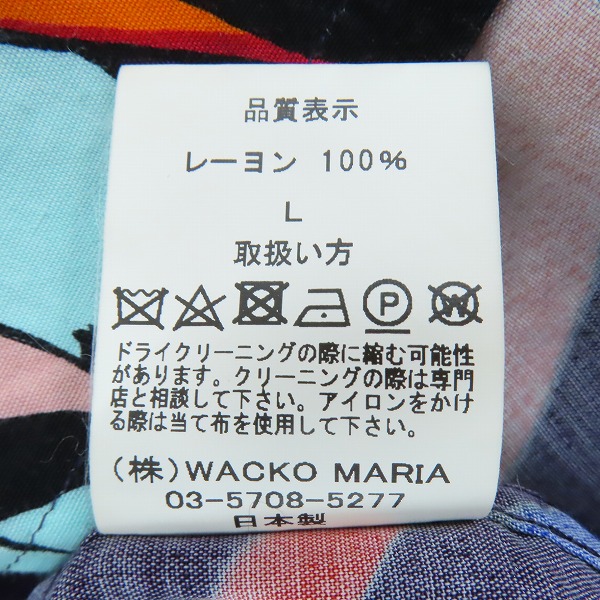 品質表示
レーヨン 100%
L
取扱い方
P W
ドライクリーニングの際に縮む可能性
があります。クリーニングの際は専門
店と相談して下さい。アイロンをかけ
る際は当て布を使用して下さい。
（株）WACKO MARIA
03-5708-5277
日本製